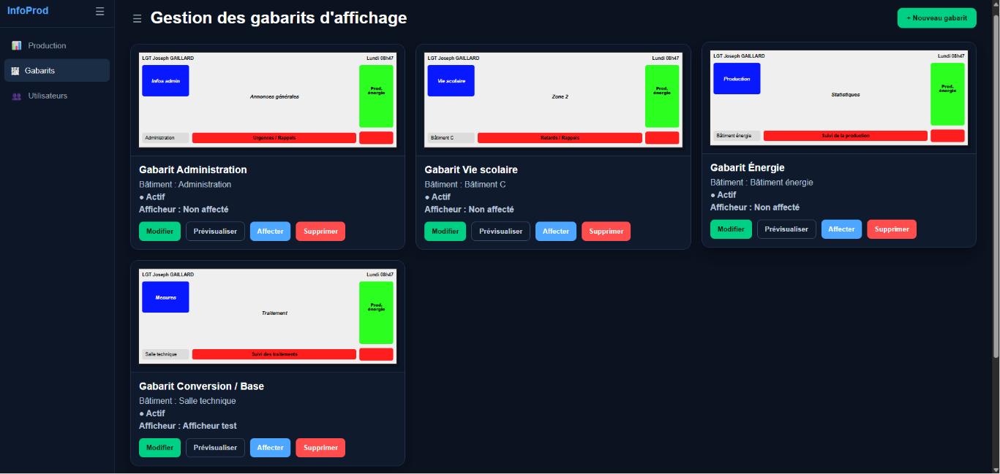 InfoProd
☰
Production
Gabarits
Utilisateurs
☰ Gestion des gabarits d'affichage
+ Nouveau gabarit
LGT Joseph GAILLARD Lundi 08h47
Infos admin
Annonces générales
Prod. énergie
Administration
Urgences / Rappels
Gabarit Administration
Bâtiment : Administration
● Actif
Afficheur : Non affecté
Modifier Prévisualiser Affecter Supprimer
LGT Joseph GAILLARD Lundi 08h47
Vie scolaire
Zone 2
Prod. énergie
Bâtiment C
Retards / Rappels
Gabarit Vie scolaire
Bâtiment : Bâtiment C
● Actif
Afficheur : Non affecté
Modifier Prévisualiser Affecter Supprimer
LGT Joseph GAILLARD Lundi 08h47
Production
Statistiques
Prod. énergie
Bâtiment énergie
Suivi de la production
Gabarit Énergie
Bâtiment : Bâtiment énergie
● Actif
Afficheur : Non affecté
Modifier Prévisualiser Affecter Supprimer
LGT Joseph GAILLARD Lundi 08h47
Mesures
Traitement
Prod. énergie
Salle technique
Suivi des traitements
Gabarit Conversion / Base
Bâtiment : Salle technique
● Actif
Afficheur : Afficheur test
Modifier Prévisualiser Affecter Supprimer